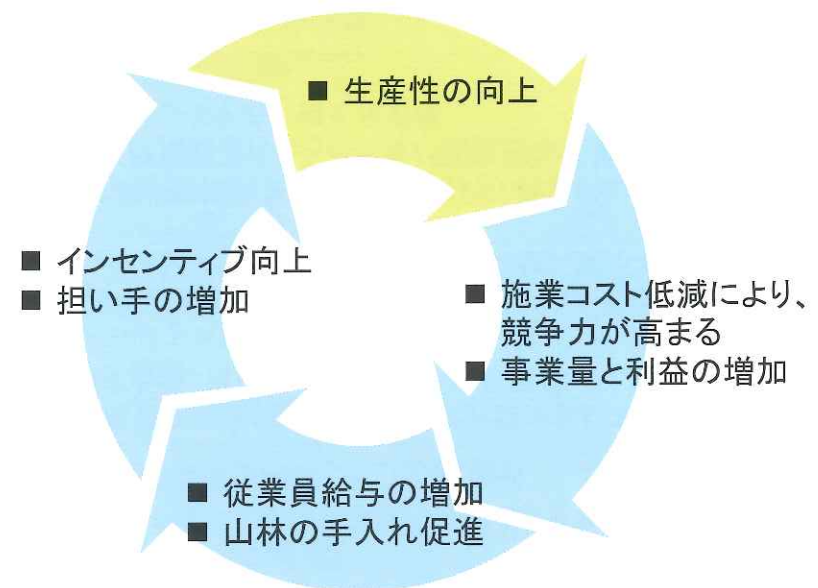 ■ 生産性の向上
■ 施業コスト低減により、
競争力が高まる
■ 事業量と利益の増加
■ 従業員給与の増加
■ 山林の手入れ促進
■ インセンティブ向上
■ 担い手の増加